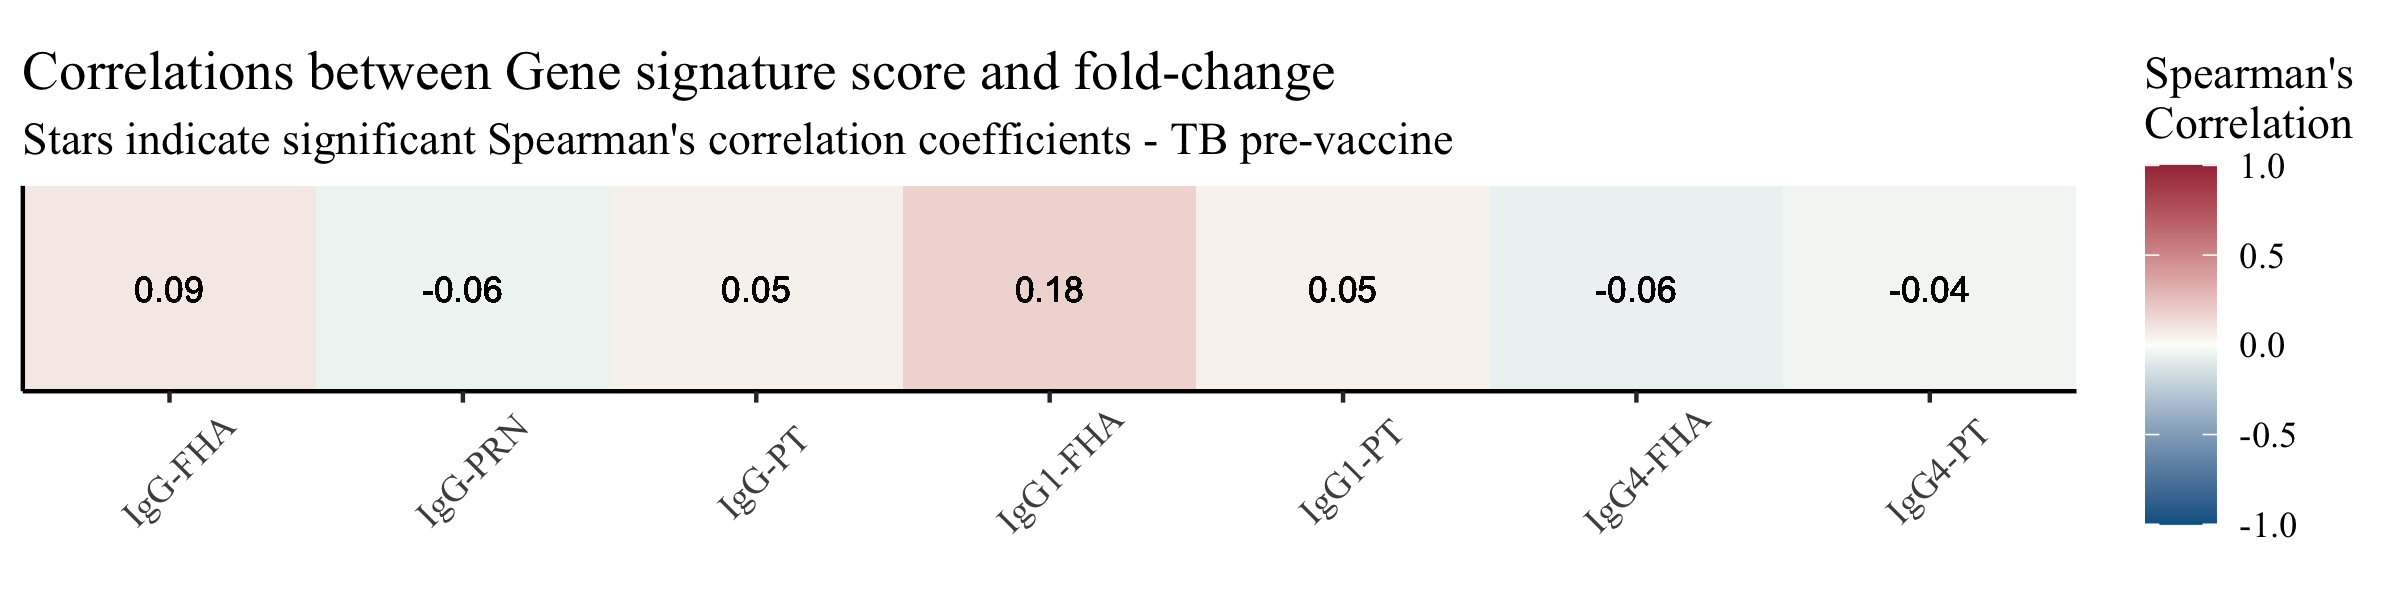 Correlations between Gene signature score and fold-change
Stars indicate significant Spearman's correlation coefficients - TB pre-vaccine
0.09 -0.06 0.05 0.18 0.05 -0.06 -0.04
IgG-FHA IgG-PRN IgG-PT IgG1-FHA IgG1-PT IgG4-FHA IgG4-PT
Spearman's
Correlation
1.0
0.5
0.0
-0.5
-1.0